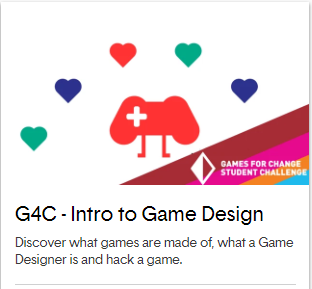 GAMES FOR CHANGE
STUDENT CHALLENGE
G4C - Intro to Game Design
Discover what games are made of, what a Game
Designer is and hack a game.